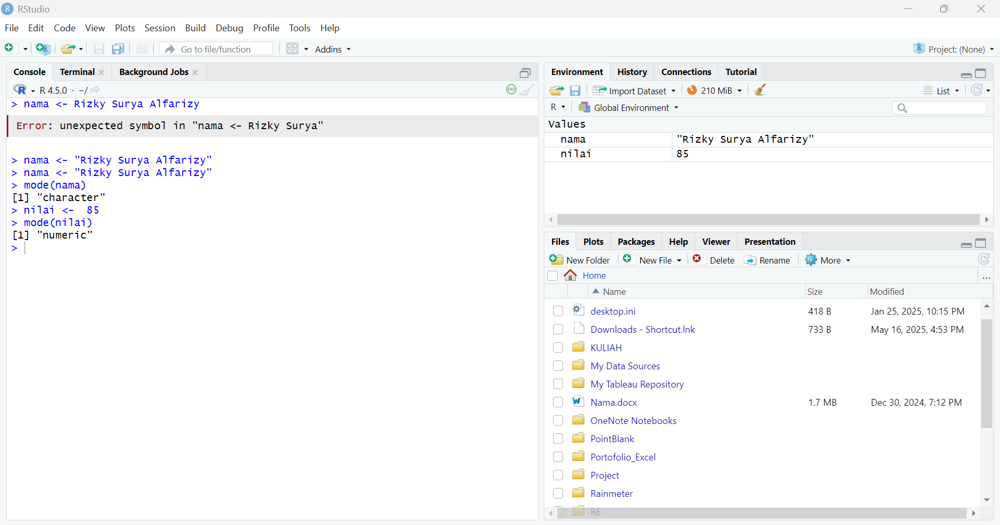 RStudio
File Edit Code View Plots Session Build Debug Profile Tools Help
Go to file/function Addins Project: (None)
Console Terminal Background Jobs
R 4.5.0 · ~/
> nama <- Rizky Surya Alfarizy
Error: unexpected symbol in "nama <- Rizky Surya"
> nama <- "Rizky Surya Alfarizy"
> nama <- "Rizky Surya Alfarizy"
> mode(nama)
[1] "character"
> nilai <-  85
> mode(nilai)
[1] "numeric"
>
Environment History Connections Tutorial
Import Dataset 210 MiB List
R Global Environment
Values
nama "Rizky Surya Alfarizy"
nilai 85
Files Plots Packages Help Viewer Presentation
New Folder New File Delete Rename More
Home ...
Name Size Modified
desktop.ini 418 B Jan 25, 2025, 10:15 PM
Downloads - Shortcut.lnk 733 B May 16, 2025, 4:53 PM
KULIAH
My Data Sources
My Tableau Repository
Nama.docx 1.7 MB Dec 30, 2024, 7:12 PM
OneNote Notebooks
PointBlank
Portofolio_Excel
Project
Rainmeter
RE